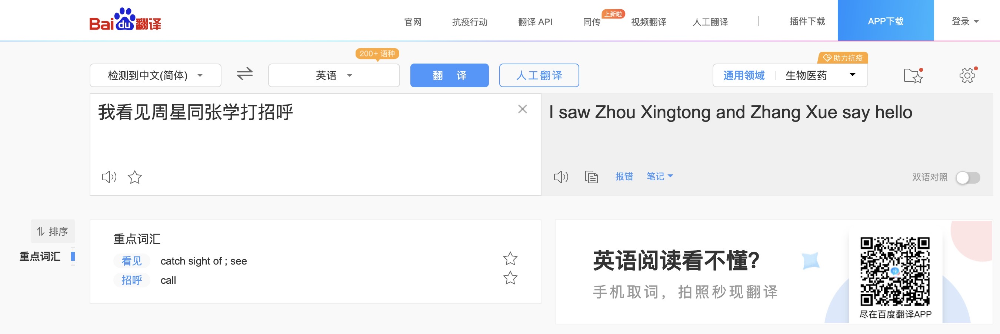 Baidu翻译
官网 抗疫行动 翻译 API 同传 上新啦 视频翻译 人工翻译 插件下载 APP下载 登录
200+ 语种
助力抗疫
检测到中文(简体) 英语 翻 译 人工翻译 通用领域 生物医药
我看见周星同张学打招呼
I saw Zhou Xingtong and Zhang Xue say hello
报错 笔记 双语对照
排序
重点词汇
重点词汇
看见 catch sight of ; see
招呼 call
英语阅读看不懂?
手机取词，拍照秒现翻译
尽在百度翻译APP